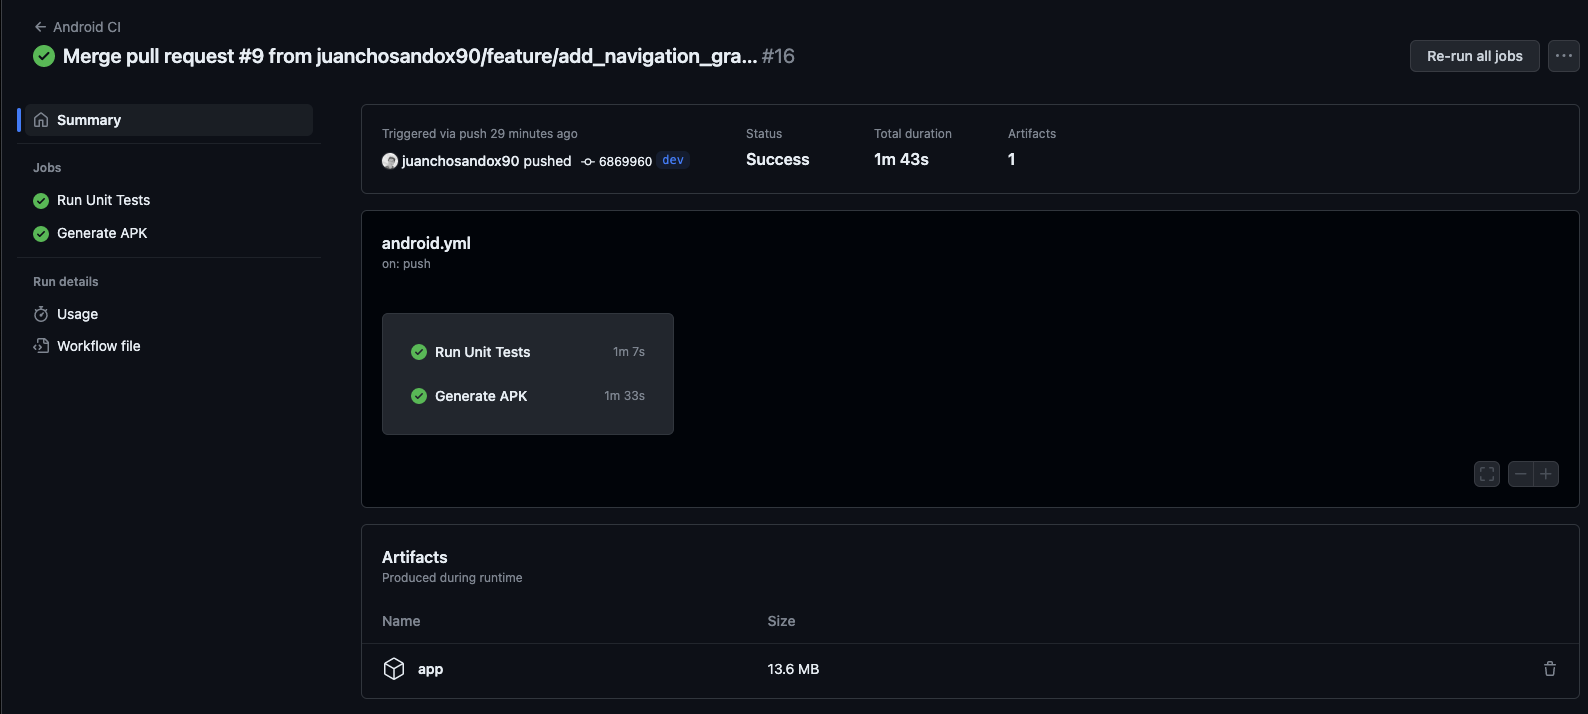 Android CI
Merge pull request #9 from juanchosandox90/feature/add_navigation_gra... #16
Re-run all jobs
Summary
Jobs
Run Unit Tests
Generate APK
Run details
Usage
Workflow file
Triggered via push 29 minutes ago
juanchosandox90 pushed 6869960 dev
Status
Success
Total duration
1m 43s
Artifacts
1
android.yml
on: push
Run Unit Tests 1m 7s
Generate APK 1m 33s
Artifacts
Produced during runtime
Name Size
app 13.6 MB